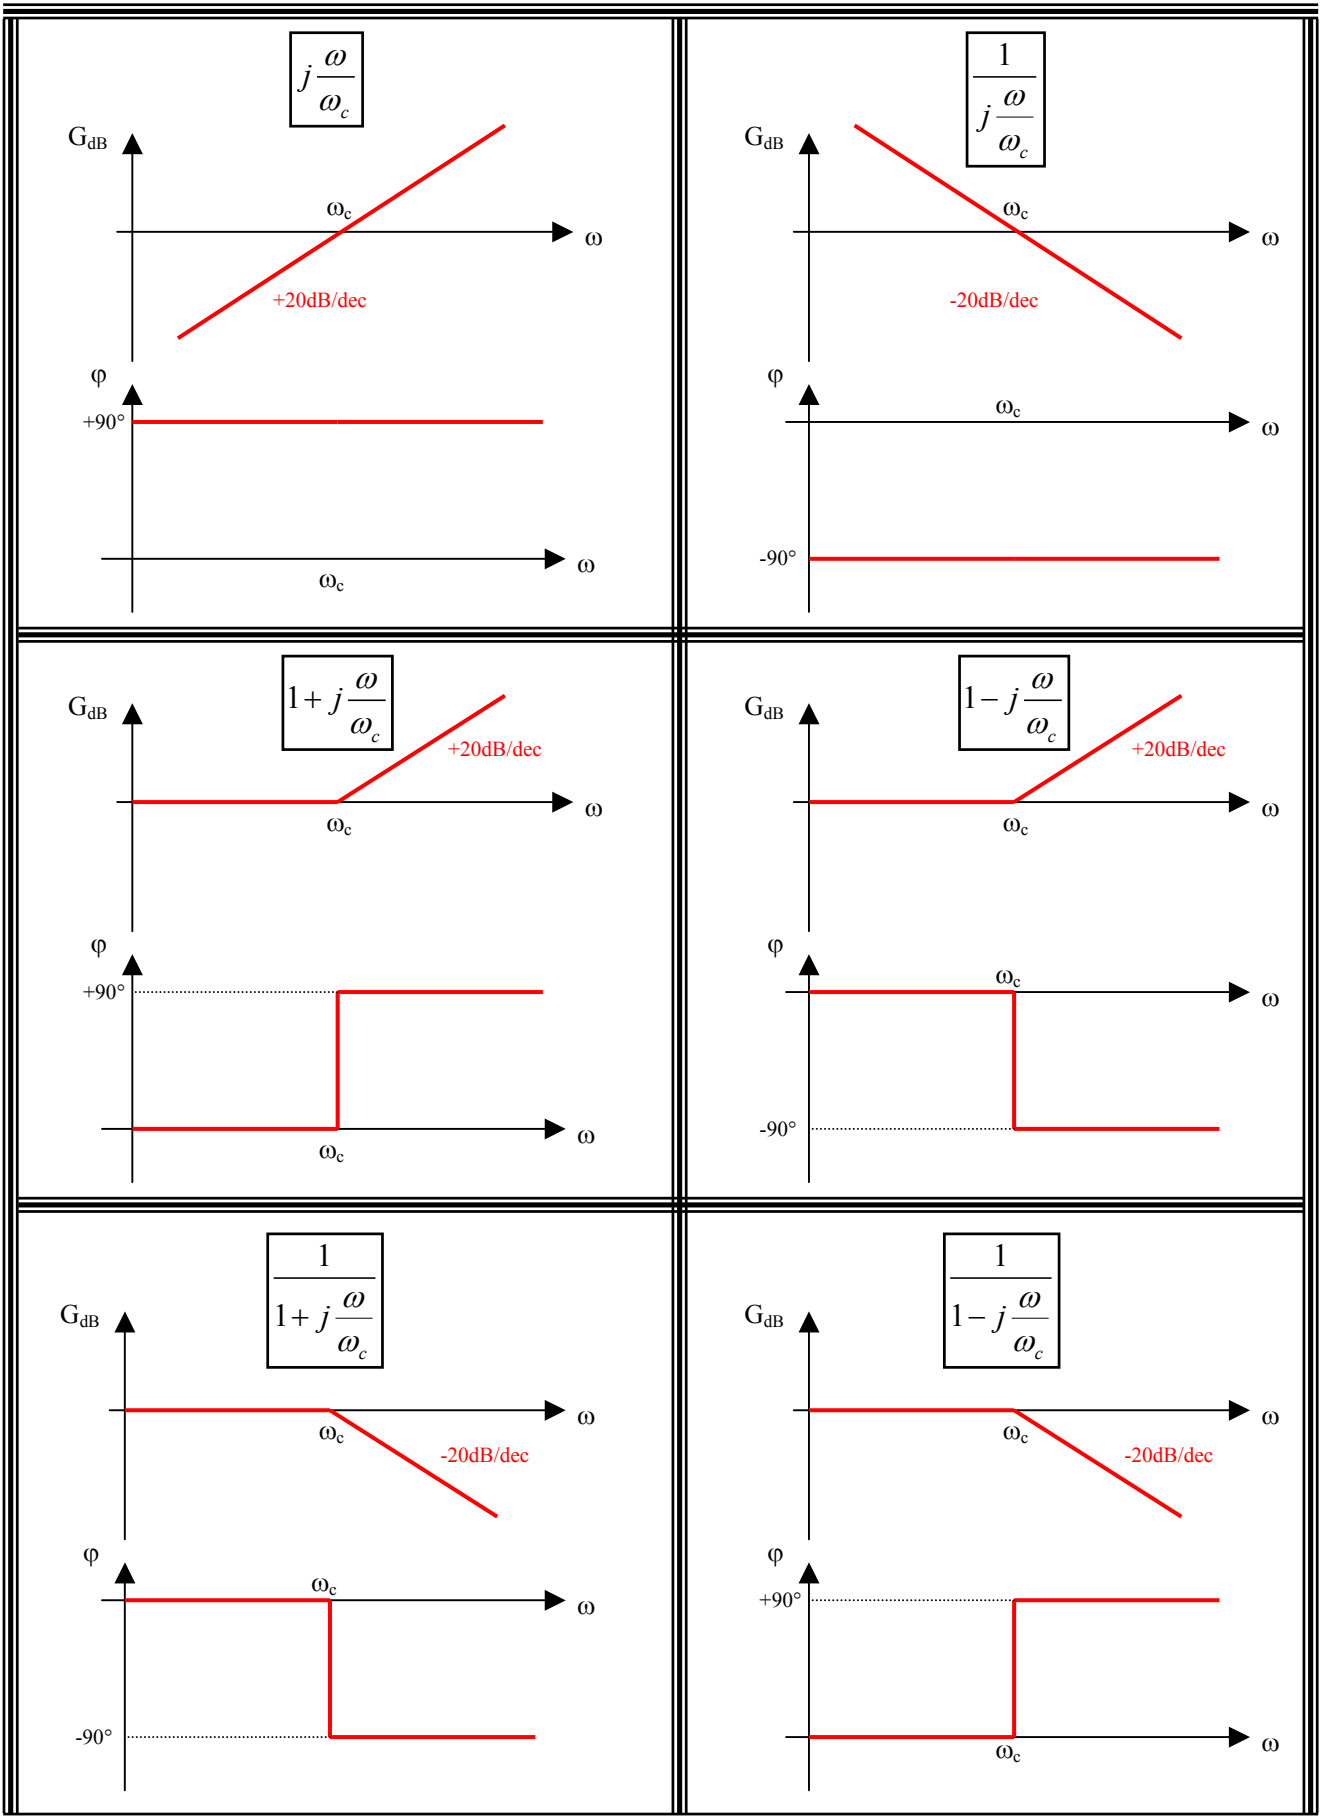 j ω/ω_c
G_dB
ω_c
ω
+20dB/dec
φ
+90°
ω
ω_c
1/(j ω/ω_c)
G_dB
ω_c
ω
-20dB/dec
φ
ω_c
ω
-90°
1+ j ω/ω_c
G_dB
+20dB/dec
ω
ω_c
φ
+90°
ω
ω_c
1− j ω/ω_c
G_dB
+20dB/dec
ω
ω_c
φ
ω_c
ω
-90°
1/(1+ j ω/ω_c)
G_dB
ω
ω_c
-20dB/dec
φ
ω_c
ω
-90°
1/(1− j ω/ω_c)
G_dB
ω
ω_c
-20dB/dec
φ
+90°
ω
ω_c